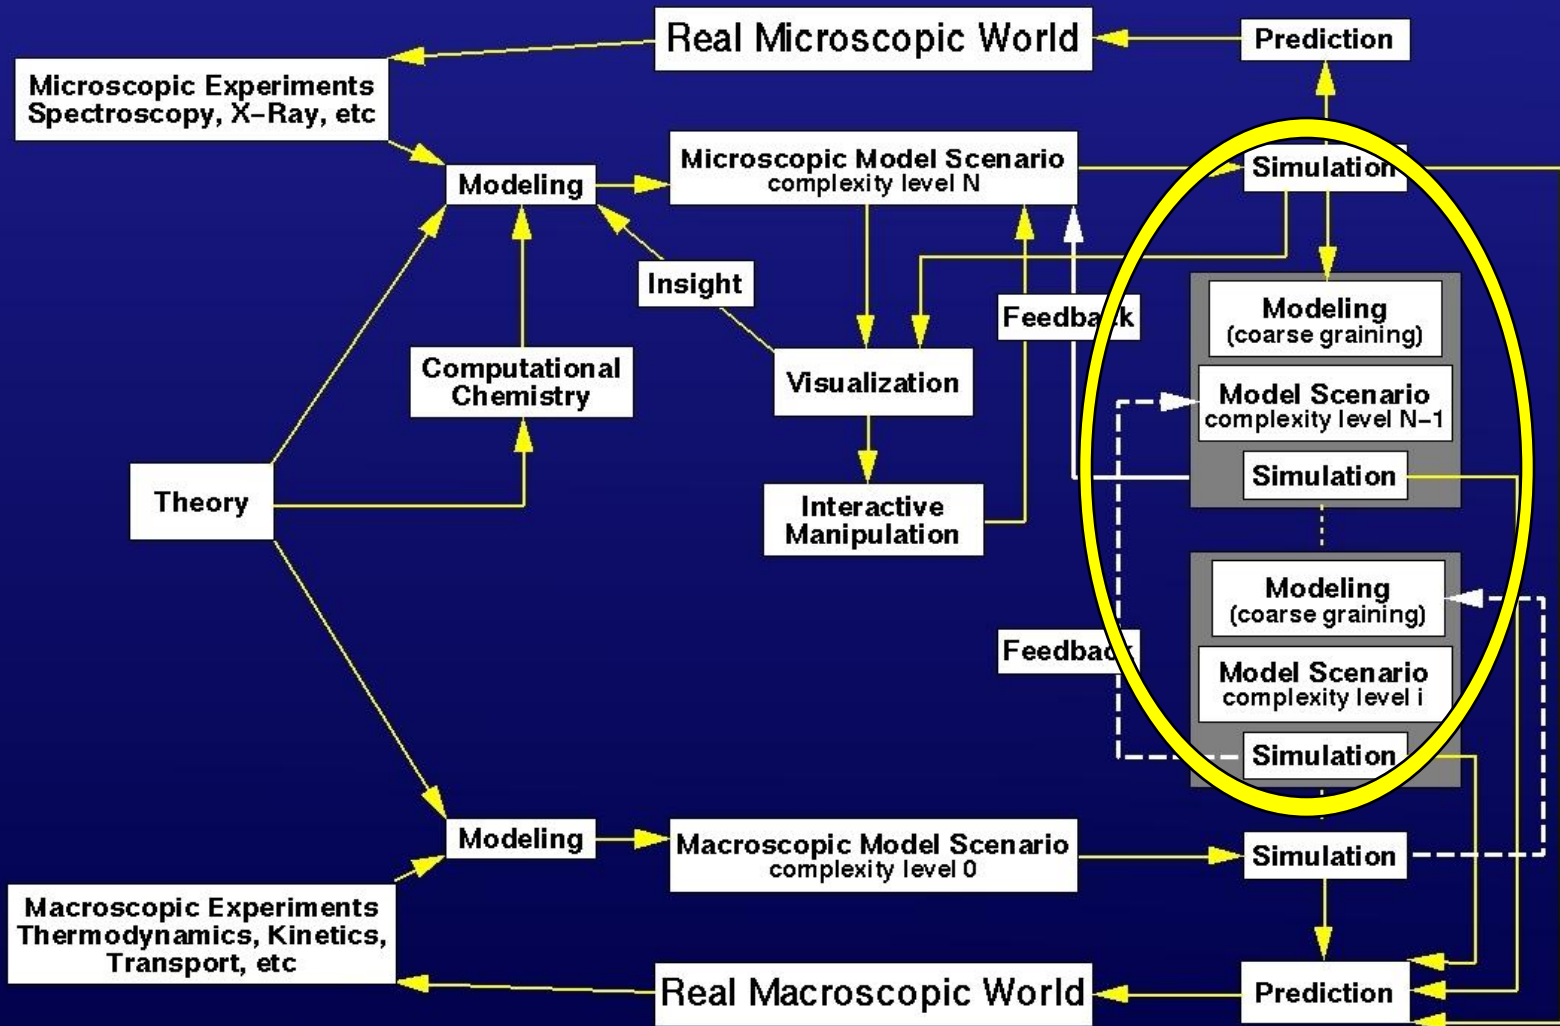 Real Microscopic World
Prediction
Microscopic Experiments
Spectroscopy, X-Ray, etc
Modeling
Microscopic Model Scenario
complexity level N
Simulation
Insight
Feedback
Modeling
(coarse graining)
Computational
Chemistry
Visualization
Model Scenario
complexity level N-1
Simulation
Theory
Interactive
Manipulation
Modeling
(coarse graining)
Feedback
Model Scenario
complexity level i
Simulation
Modeling
Macroscopic Model Scenario
complexity level 0
Simulation
Macroscopic Experiments
Thermodynamics, Kinetics,
Transport, etc
Real Macroscopic World
Prediction